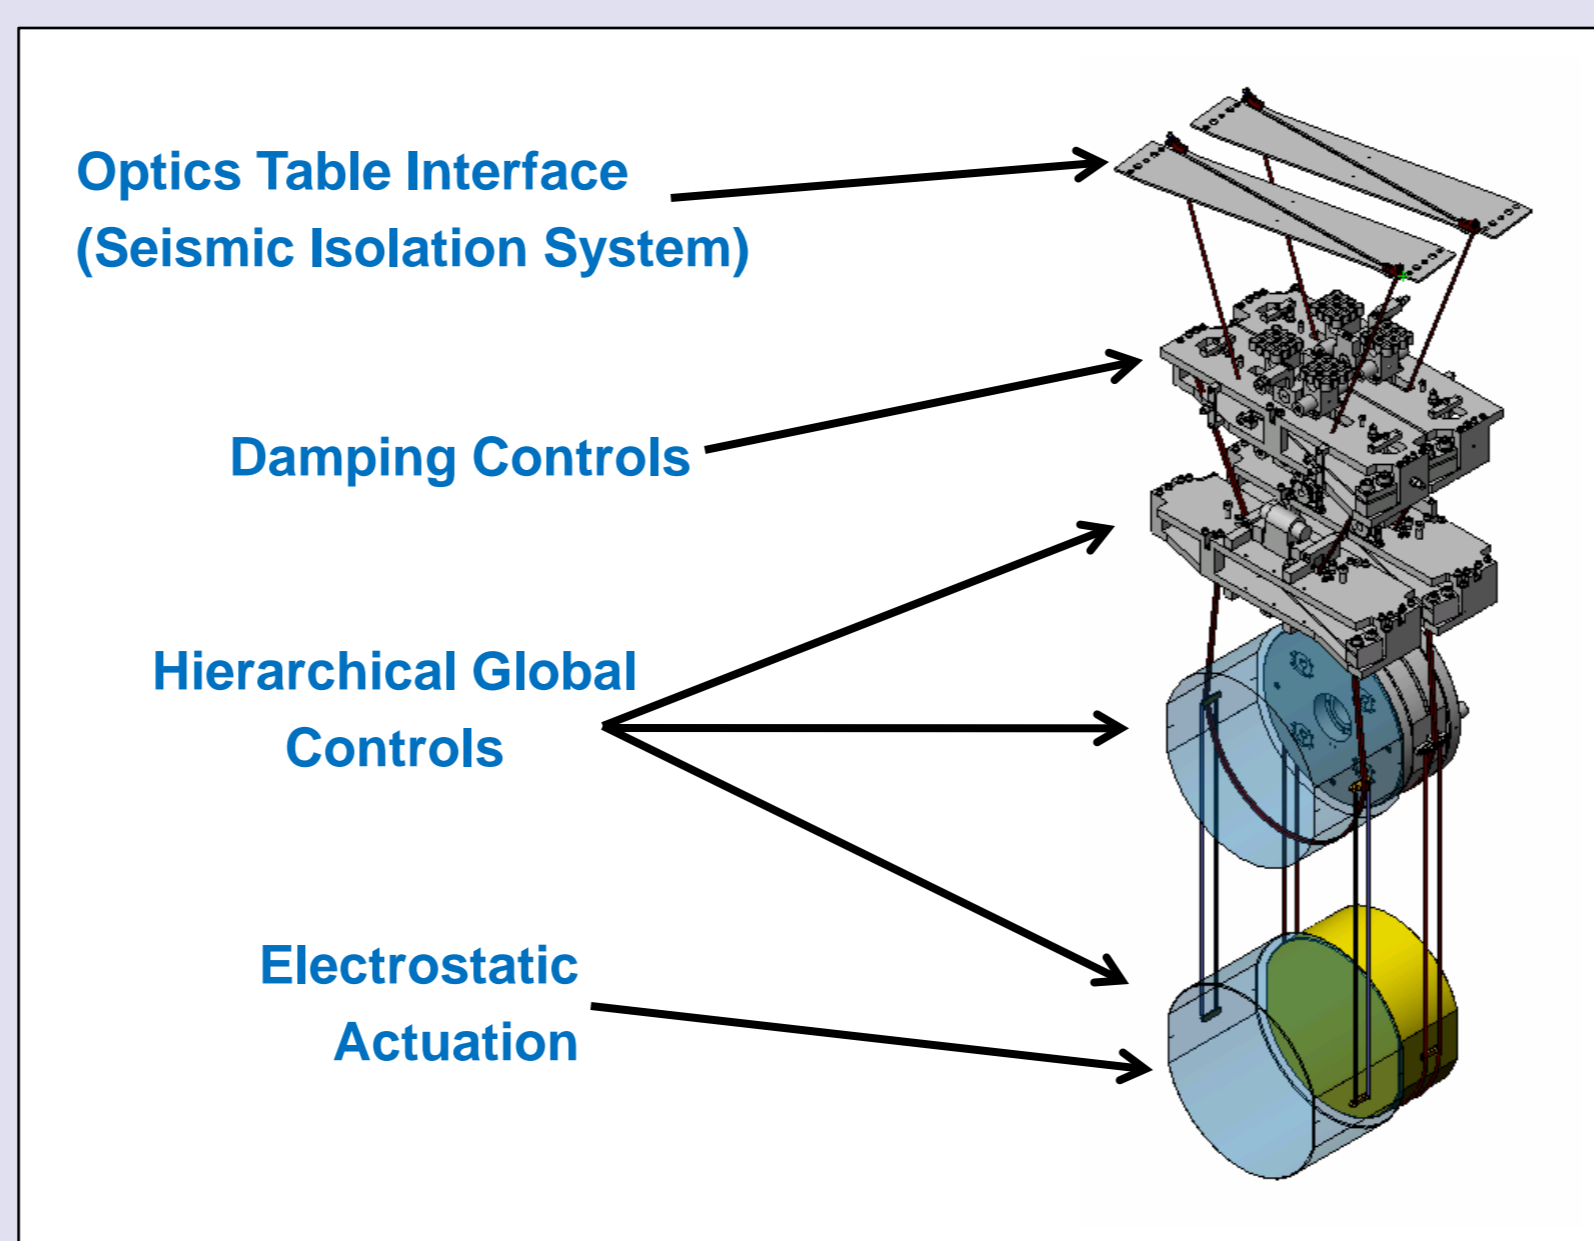 Optics Table Interface
(Seismic Isolation System)
Damping Controls
Hierarchical Global
Controls
Electrostatic
Actuation